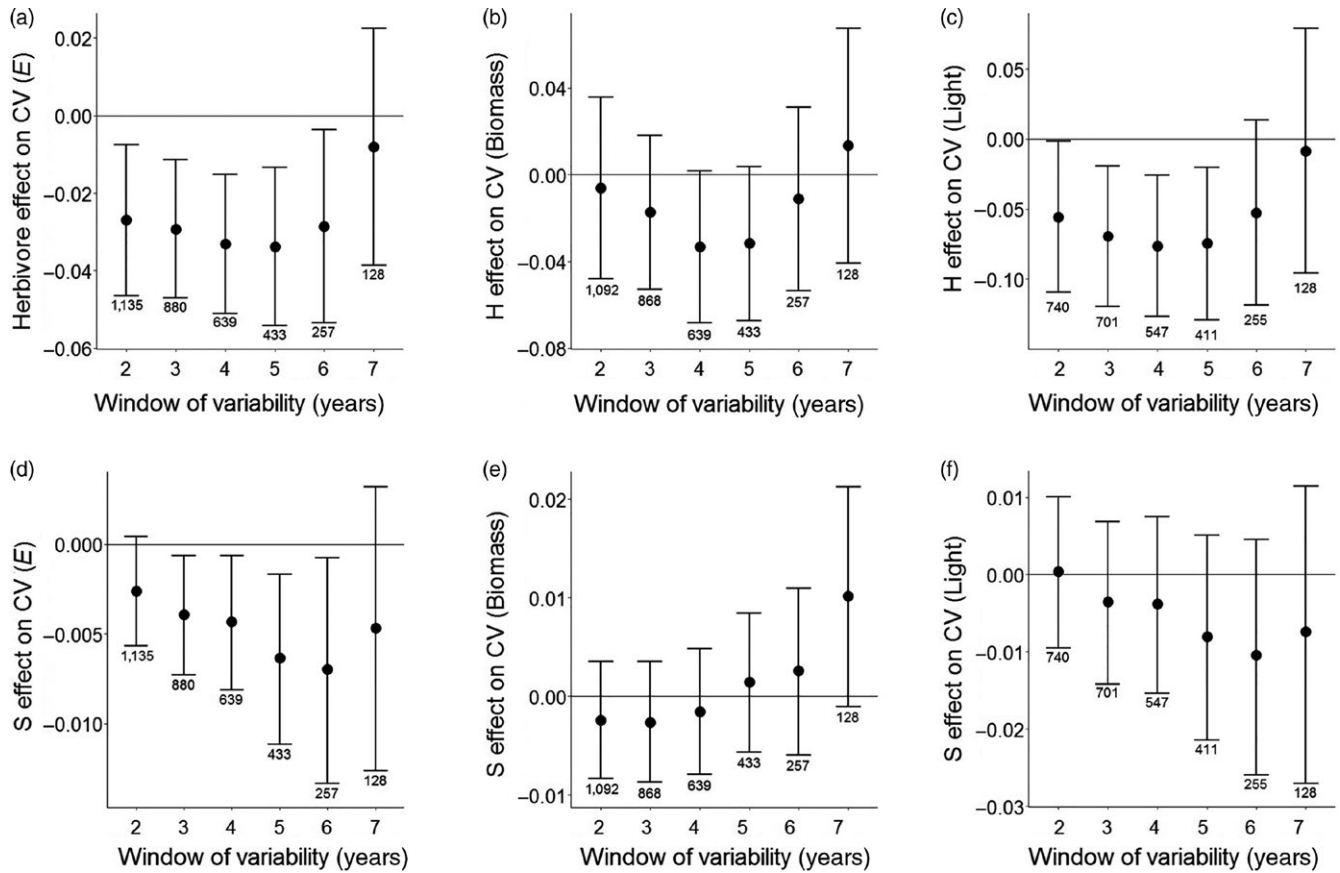 (a)
Herbivore effect on CV (E)
0.02
0.00
−0.02
−0.04
−0.06
1,135
880
639
433
257
128
2 3 4 5 6 7
Window of variability (years)
(b)
H effect on CV (Biomass)
0.04
0.00
−0.04
−0.08
1,092
868
639
433
257
128
2 3 4 5 6 7
Window of variability (years)
(c)
H effect on CV (Light)
0.05
0.00
−0.05
−0.10
740
701
547
411
255
128
2 3 4 5 6 7
Window of variability (years)
(d)
S effect on CV (E)
0.000
−0.005
−0.010
1,135
880
639
433
257
128
2 3 4 5 6 7
Window of variability (years)
(e)
S effect on CV (Biomass)
0.02
0.01
0.00
−0.01
1,092
868
639
433
257
128
2 3 4 5 6 7
Window of variability (years)
(f)
S effect on CV (Light)
0.01
0.00
−0.01
−0.02
−0.03
740
701
547
411
255
128
2 3 4 5 6 7
Window of variability (years)